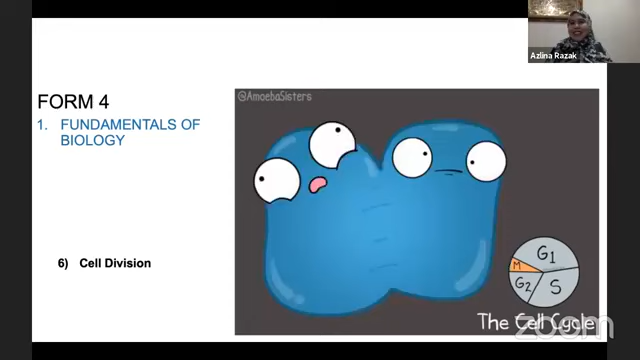 Azlina Razak
@AmoebaSisters
FORM 4
1. FUNDAMENTALS OF
BIOLOGY
6) Cell Division
G1
M
G2
S
The Cell Cycle
zoom